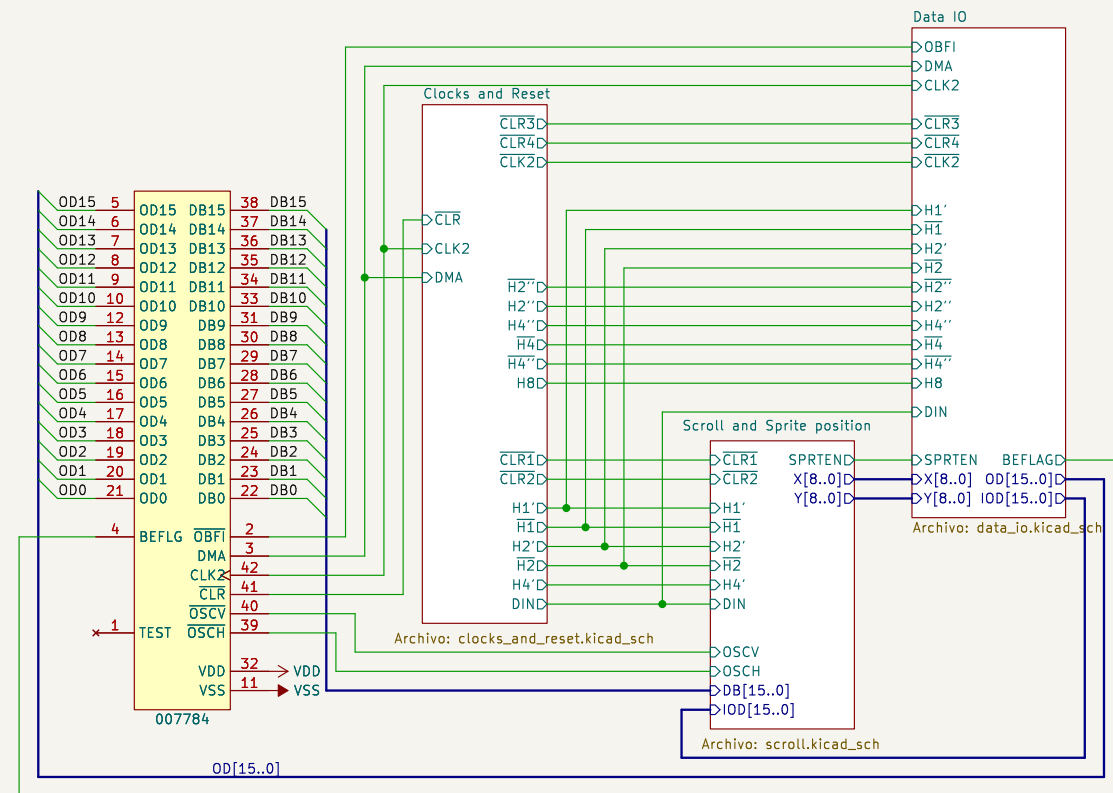 Data IO
OBFI
DMA
CLK2
Clocks and Reset
CLR3 CLR3
CLR4 CLR4
CLK2 CLK2
OD15 5 OD15 DB15 38 DB15 H1'
OD14 6 OD14 DB14 37 DB14 CLR H1
OD13 7 OD13 DB13 36 DB13 CLK2 H2'
OD12 8 OD12 DB12 35 DB12 H2
OD11 9 OD11 DB11 34 DB11 DMA H2'' H2''
OD10 10 OD10 DB10 33 DB10 H2'' H2''
OD9 12 OD9 DB9 31 DB9 H4'' H4''
OD8 13 OD8 DB8 30 DB8 H4 H4
OD7 14 OD7 DB7 29 DB7 H4'' H4''
OD6 15 OD6 DB6 28 DB6 H8 H8
OD5 16 OD5 DB5 27 DB5
OD4 17 OD4 DB4 26 DB4 DIN
Scroll and Sprite position
OD3 18 OD3 DB3 25 DB3
OD2 19 OD2 DB2 24 DB2 CLR1 CLR1 SPRTEN SPRTEN BEFLAG
OD1 20 OD1 DB1 23 DB1 CLR2 CLR2 X[8..0] X[8..0] OD[15..0]
OD0 21 OD0 DB0 22 DB0 Y[8..0] Y[8..0] IOD[15..0]
H1' H1'
H1 H1
Archivo: data_io.kicad_sch
4 BEFLG OBFI 2
H2' H2'
DMA 3
H2 H2
CLK2 42
H4' H4'
CLR 41
DIN DIN
OSCV 40
1 TEST OSCH 39
Archivo: clocks_and_reset.kicad_sch
OSCV
VDD 32 VDD OSCH
VSS 11 VSS DB[15..0]
IOD[15..0]
007784
Archivo: scroll.kicad_sch
OD[15..0]